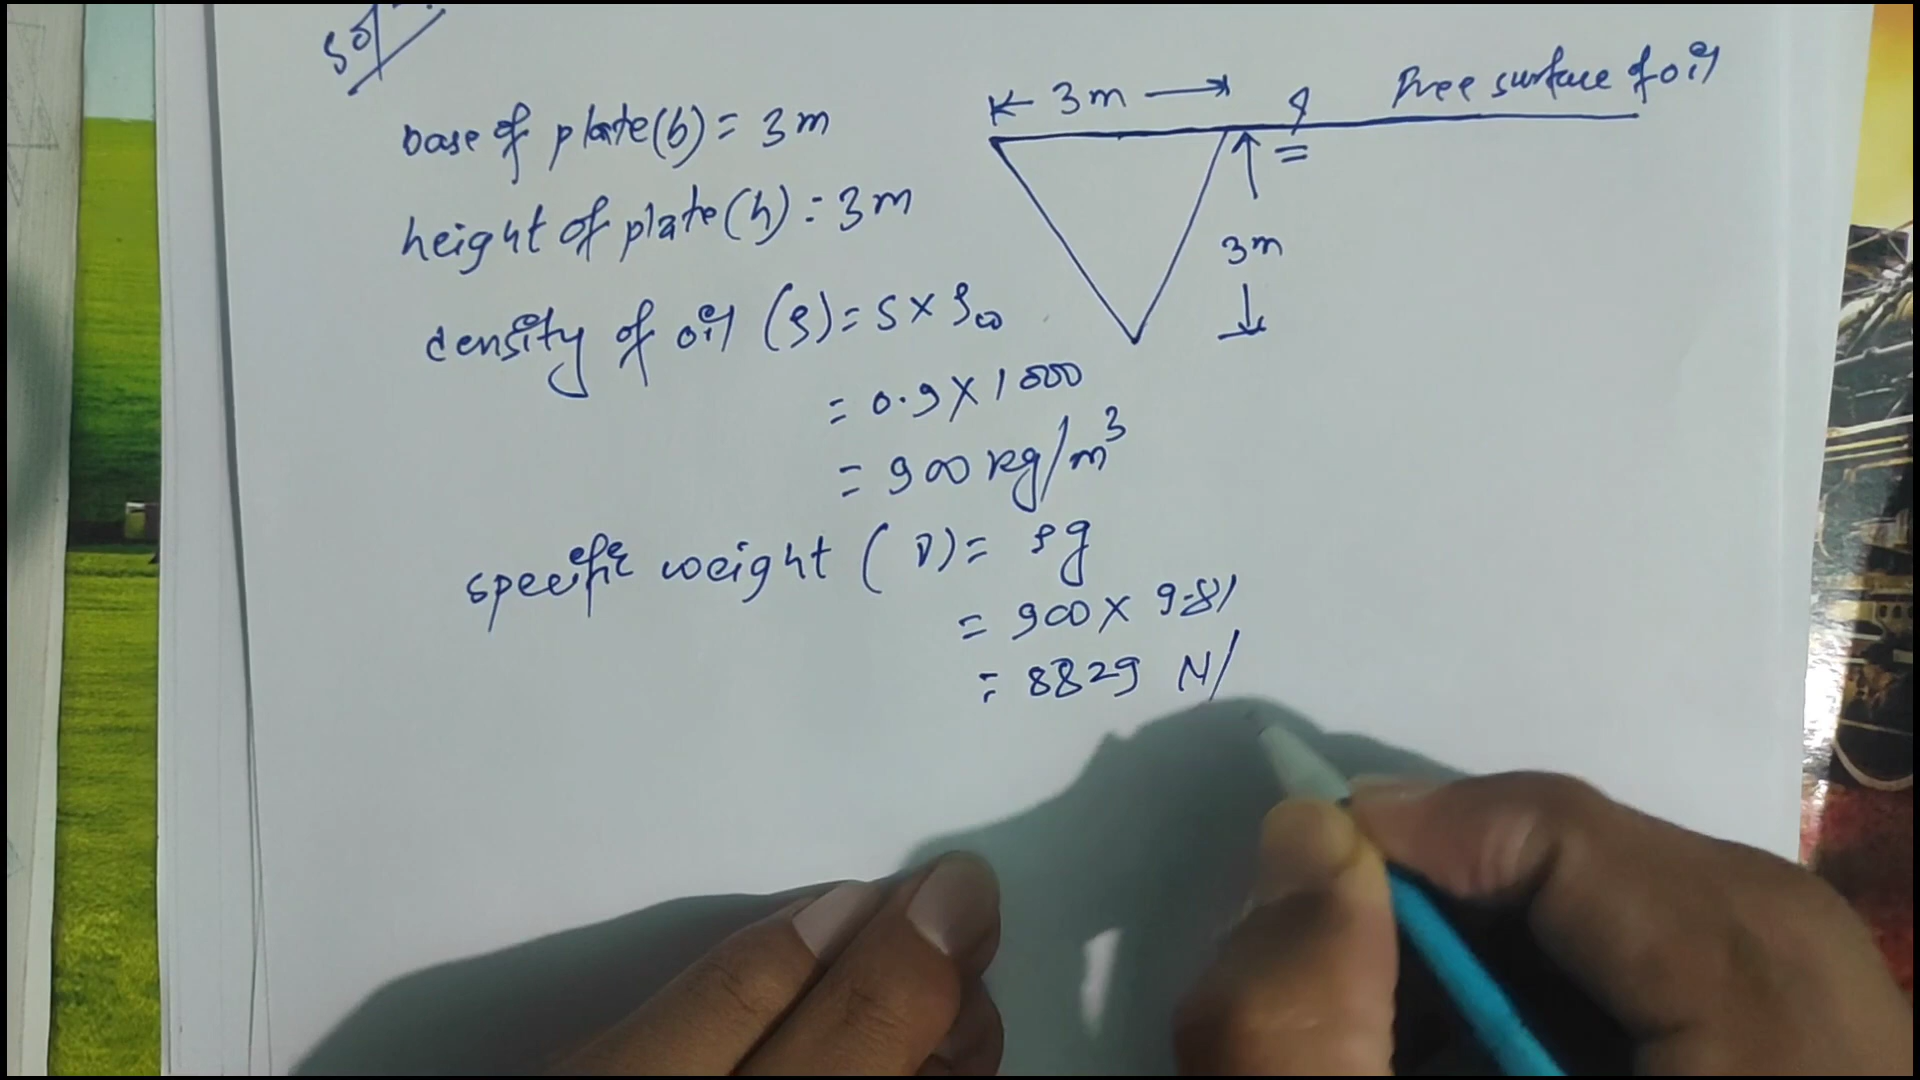 Sol
base of plate(b) = 3m
height of plate(h) = 3m
density of oil (ρ) = S × ρω
= 0.9 × 1000
= 900 kg/m³
specific weight (γ) = ρg
= 900 × 9.81
= 8829 N/
3m
Free surface of oil
3m